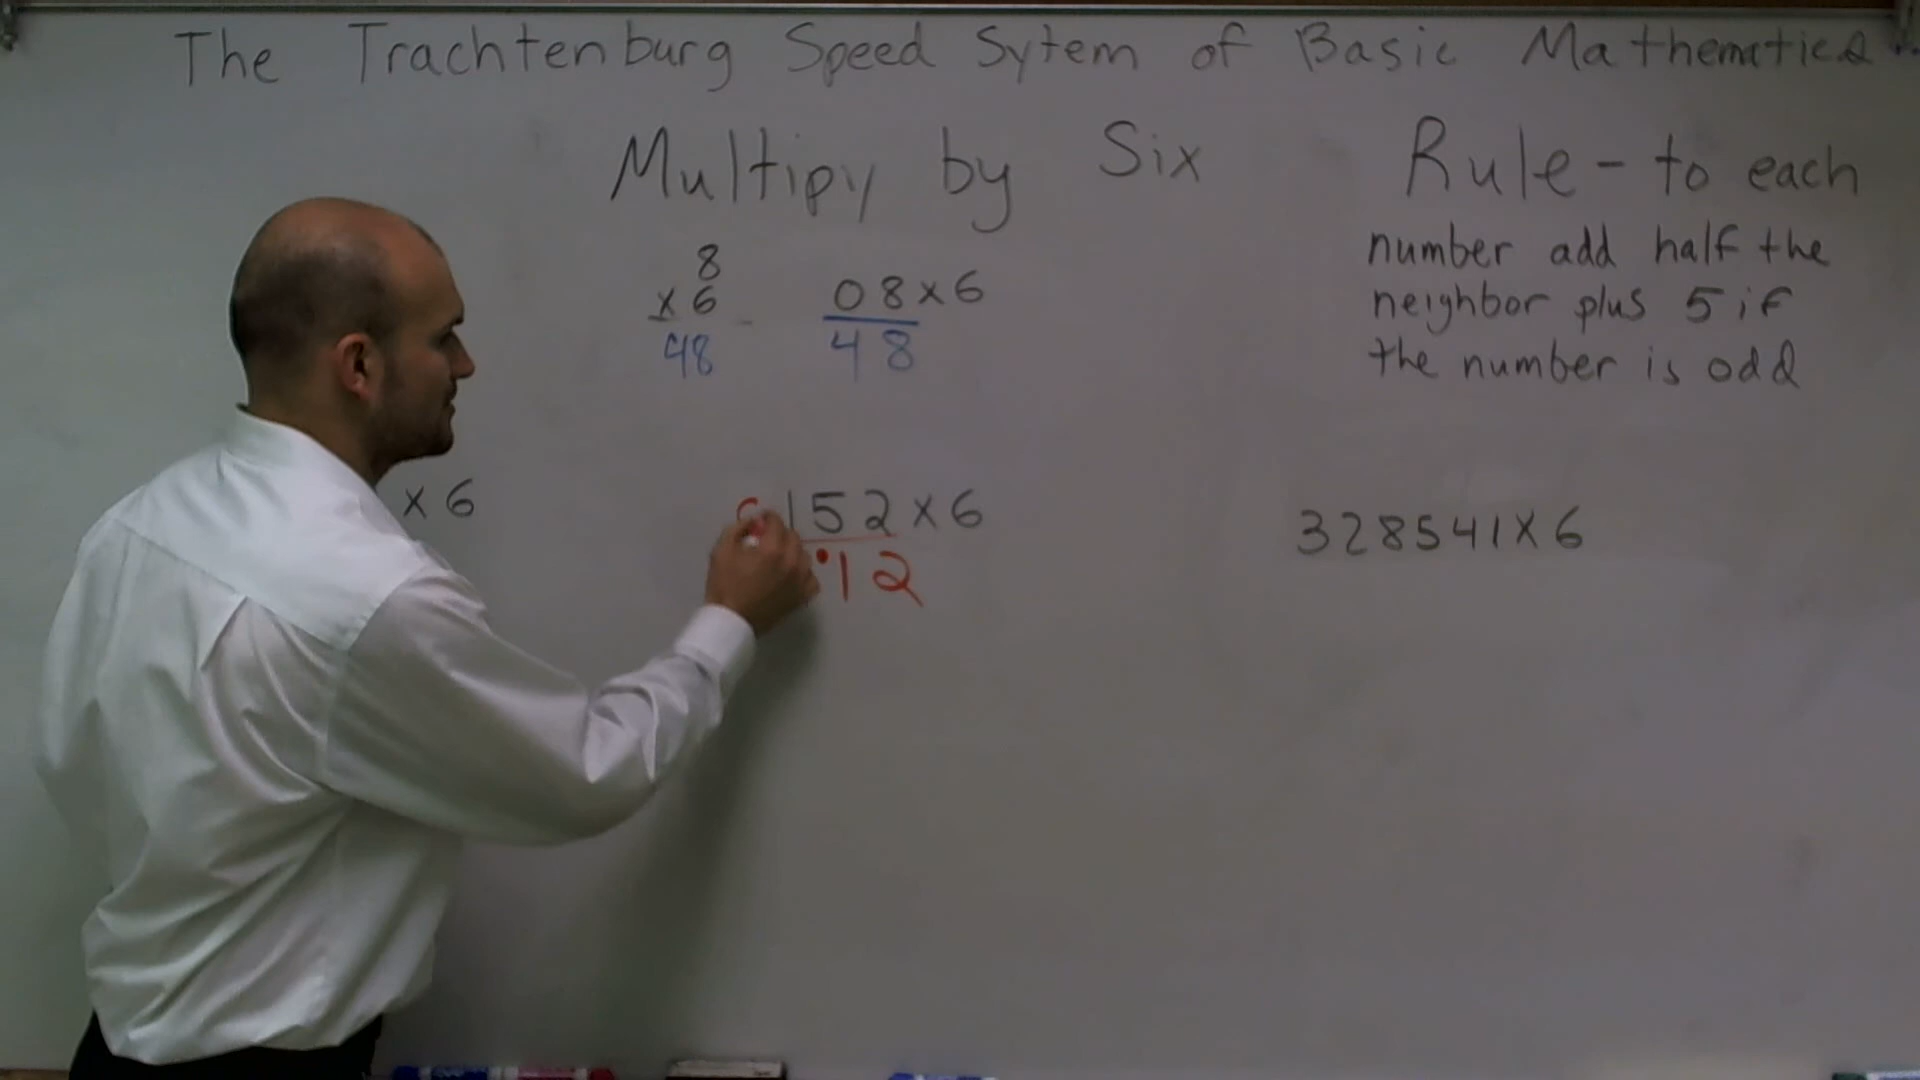 The Trachtenburg Speed Sytem of Basic Mathematics
Multipy by Six
Rule - to each
number add half the
neighbor plus 5 if
the number is odd
8
x 6
48
08 x 6
48
x 6
152 x 6
12
328541 x 6